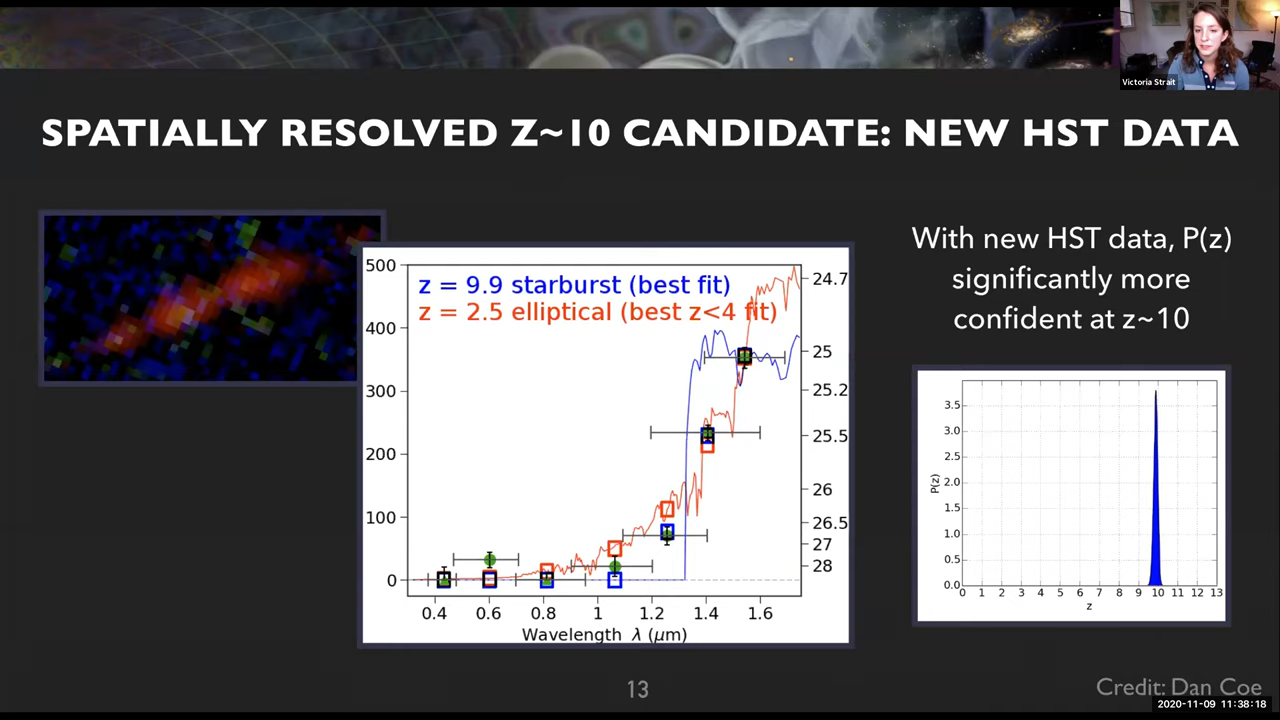 Victoria Strait
SPATIALLY RESOLVED Z~10 CANDIDATE: NEW HST DATA
500
400
300
200
100
0
z = 9.9 starburst (best fit)
z = 2.5 elliptical (best z<4 fit)
24.7
25
25.2
25.5
26
26.5
27
28
0.4 0.6 0.8 1 1.2 1.4 1.6
Wavelength λ (μm)
With new HST data, P(z)
significantly more
confident at z~10
3.5
3.0
2.5
2.0
1.5
1.0
0.5
0.0
P(z)
0 1 2 3 4 5 6 7 8 9 10 11 12 13
z
13
Credit: Dan Coe
2020-11-09 11:38:18